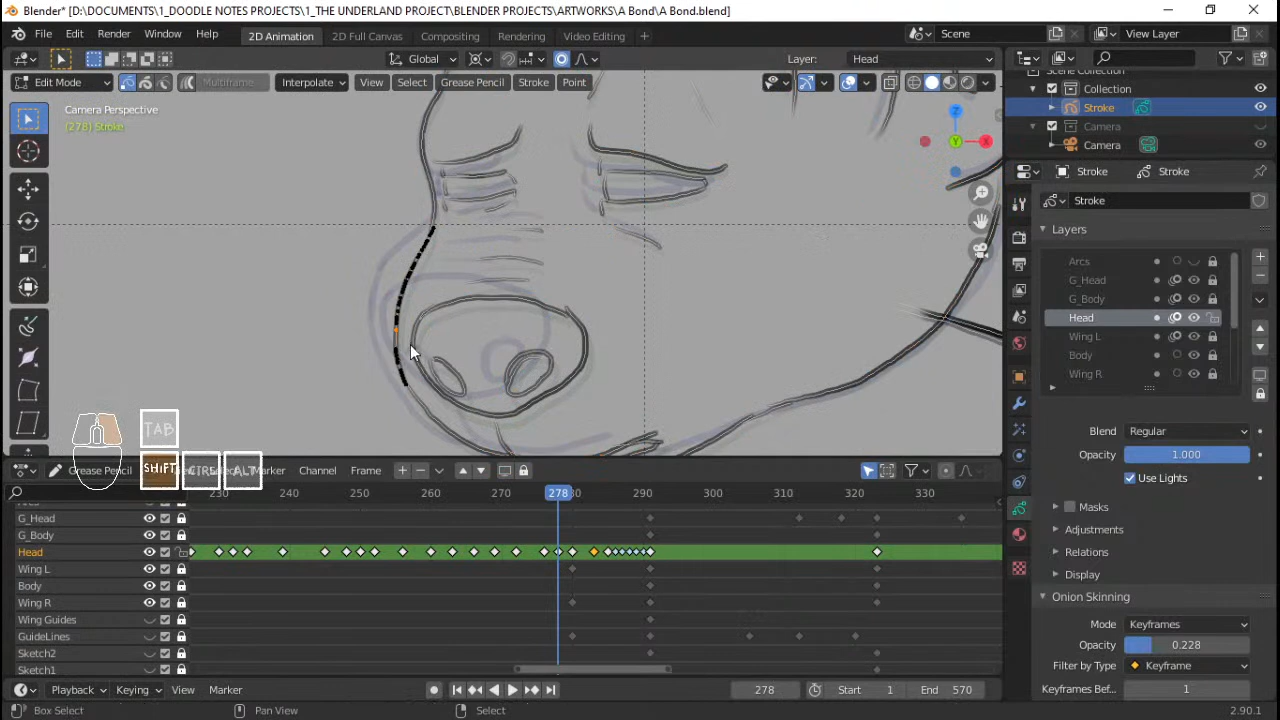 Blender* [D:\DOCUMENTS\1_DOODLE NOTES PROJECTS\1_THE UNDERLAND PROJECT\BLENDER PROJECTS\ARTWORKS\A Bond\A Bond.blend]
File Edit Render Window Help 2D Animation 2D Full Canvas Compositing Rendering Video Editing + Scene View Layer
Global Layer: Head
Scene Collection
Edit Mode Multiframe Interpolate View Select Grease Pencil Stroke Point
Collection
Camera Perspective
(278) Stroke
Stroke
Camera
Camera
Z
Y X
Stroke Stroke
Stroke
Layers
Arcs
G_Head
G_Body
Head
Wing L
Body
Wing R
Blend Regular
Opacity 1.000
Use Lights
Masks
Adjustments
Relations
Display
Onion Skinning
Mode Keyframes
Opacity 0.228
Filter by Type Keyframe
Keyframes Bef... 1
TAB
SHIFT CTRL ALT
Grease Pencil Marker Channel Frame
230 240 250 260 270 278 290 300 310 320 330
G_Head
G_Body
Head
Wing L
Body
Wing R
Wing Guides
GuideLines
Sketch2
Sketch1
Playback Keying View Marker 278 Start 1 End 570
Box Select Pan View Select 2.90.1